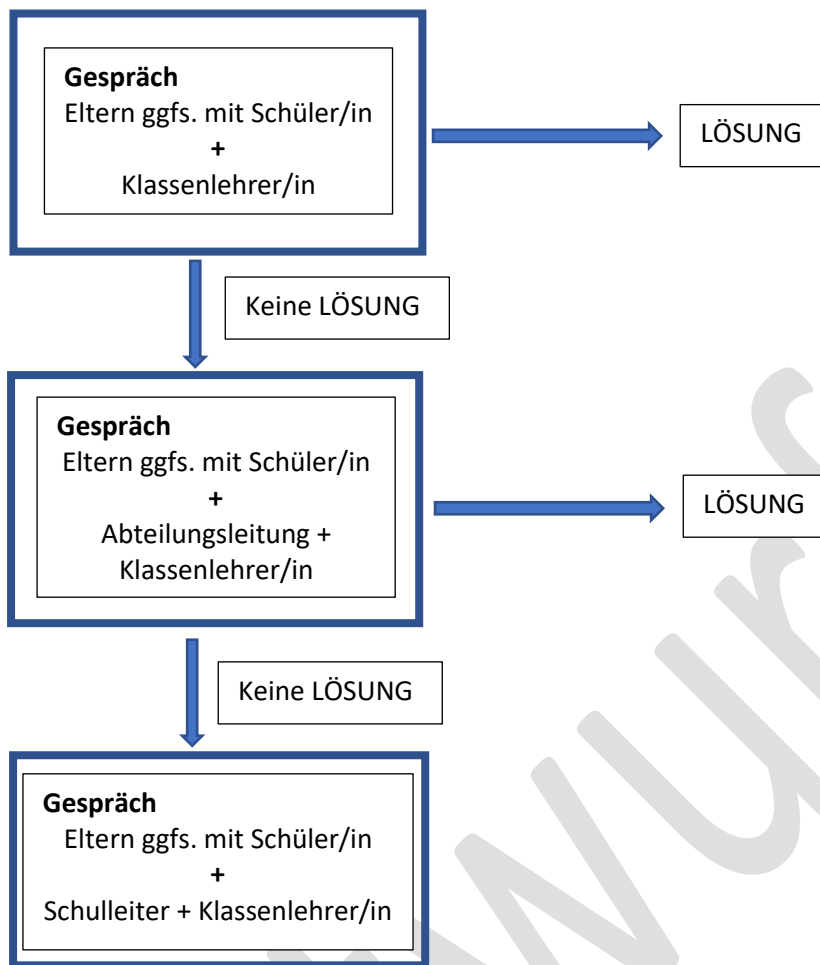 Gespräch
Eltern ggfs. mit Schüler/in
+
Klassenlehrer/in
LÖSUNG
Keine LÖSUNG
Gespräch
Eltern ggfs. mit Schüler/in
+
Abteilungsleitung +
Klassenlehrer/in
LÖSUNG
Keine LÖSUNG
Gespräch
Eltern ggfs. mit Schüler/in
+
Schulleiter + Klassenlehrer/in